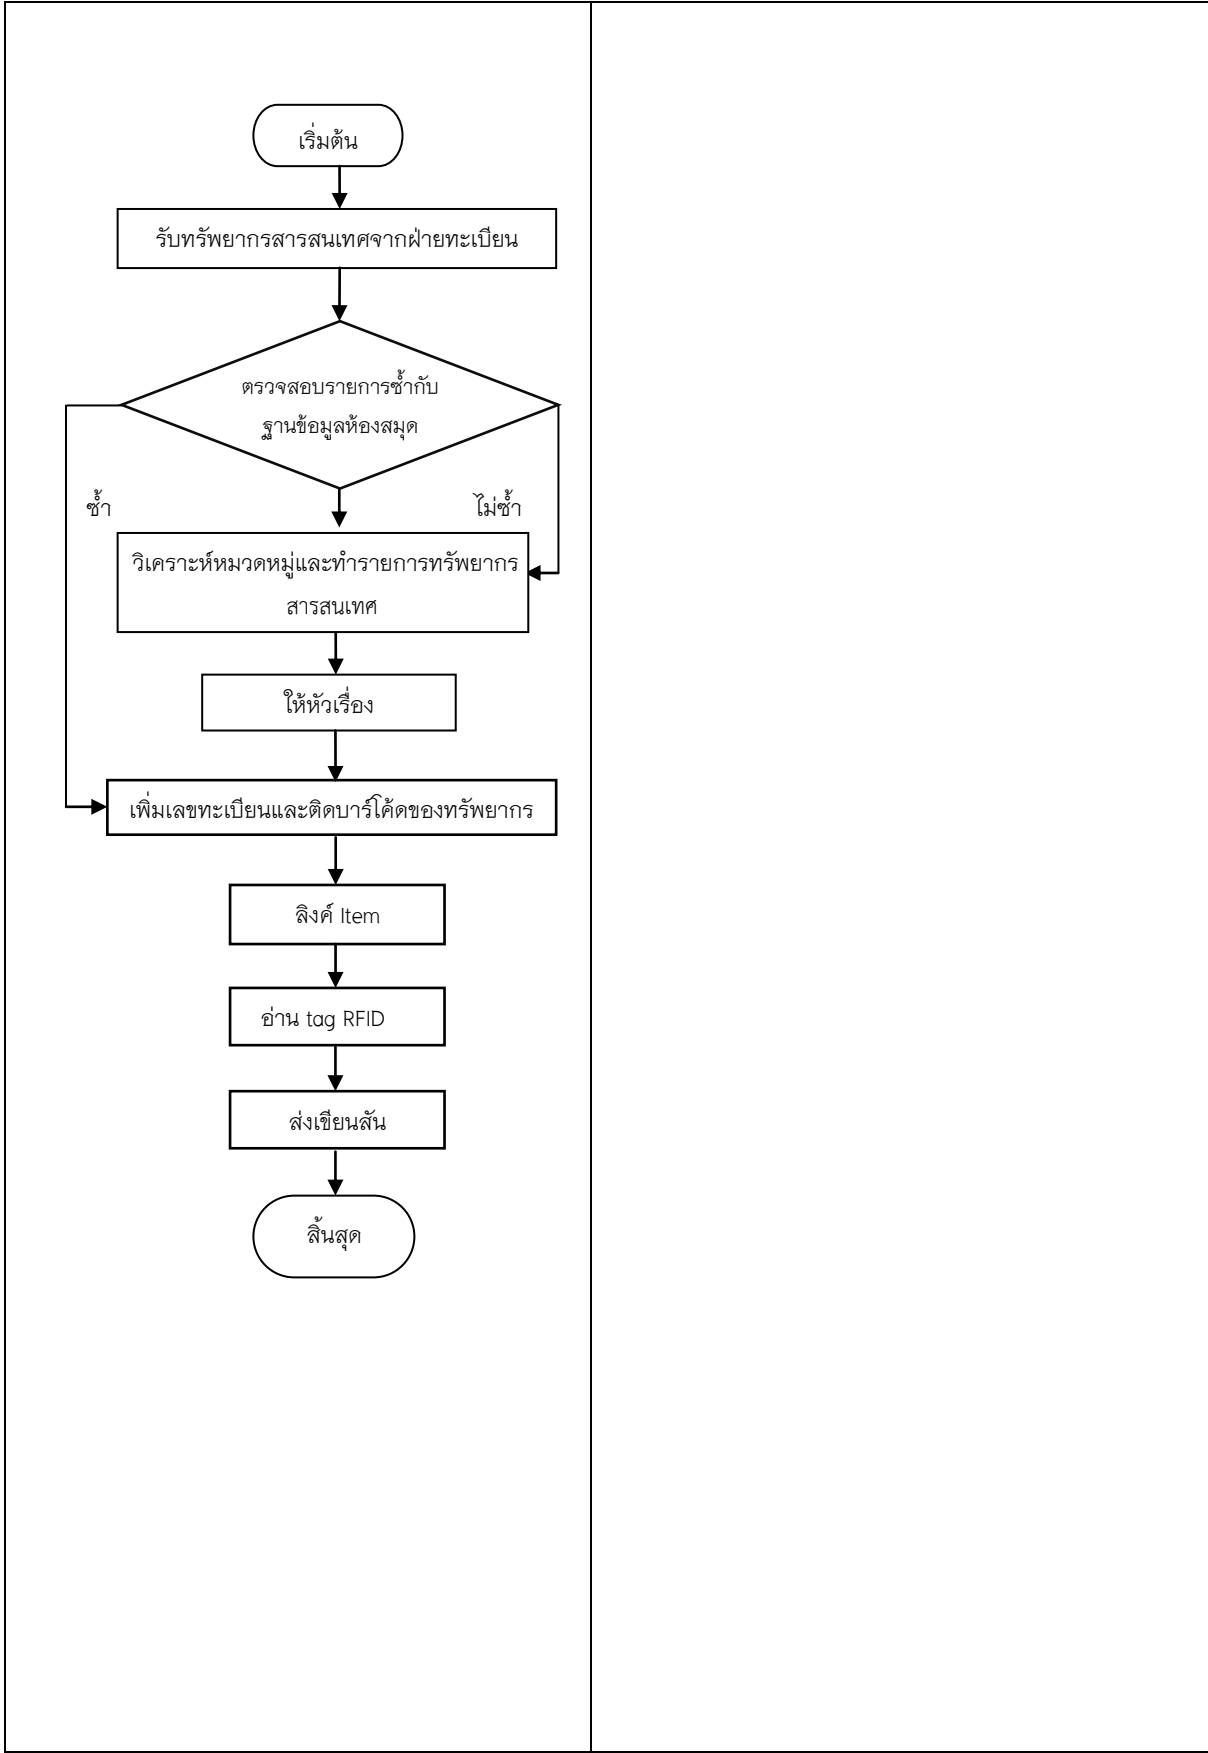 เริ่มต้น
รับทรัพยากรสารสนเทศจากฝ่ายทะเบียน
ตรวจสอบรายการซ้ำกับ
ฐานข้อมูลห้องสมุด
ซ้ำ
ไม่ซ้ำ
วิเคราะห์หมวดหมู่และทำรายการทรัพยากร
สารสนเทศ
ให้หัวเรื่อง
เพิ่มเลขทะเบียนและติดบาร์โค้ดของทรัพยากร
ลิงค์ Item
อ่าน tag RFID
ส่งเขียนสัน
สิ้นสุด